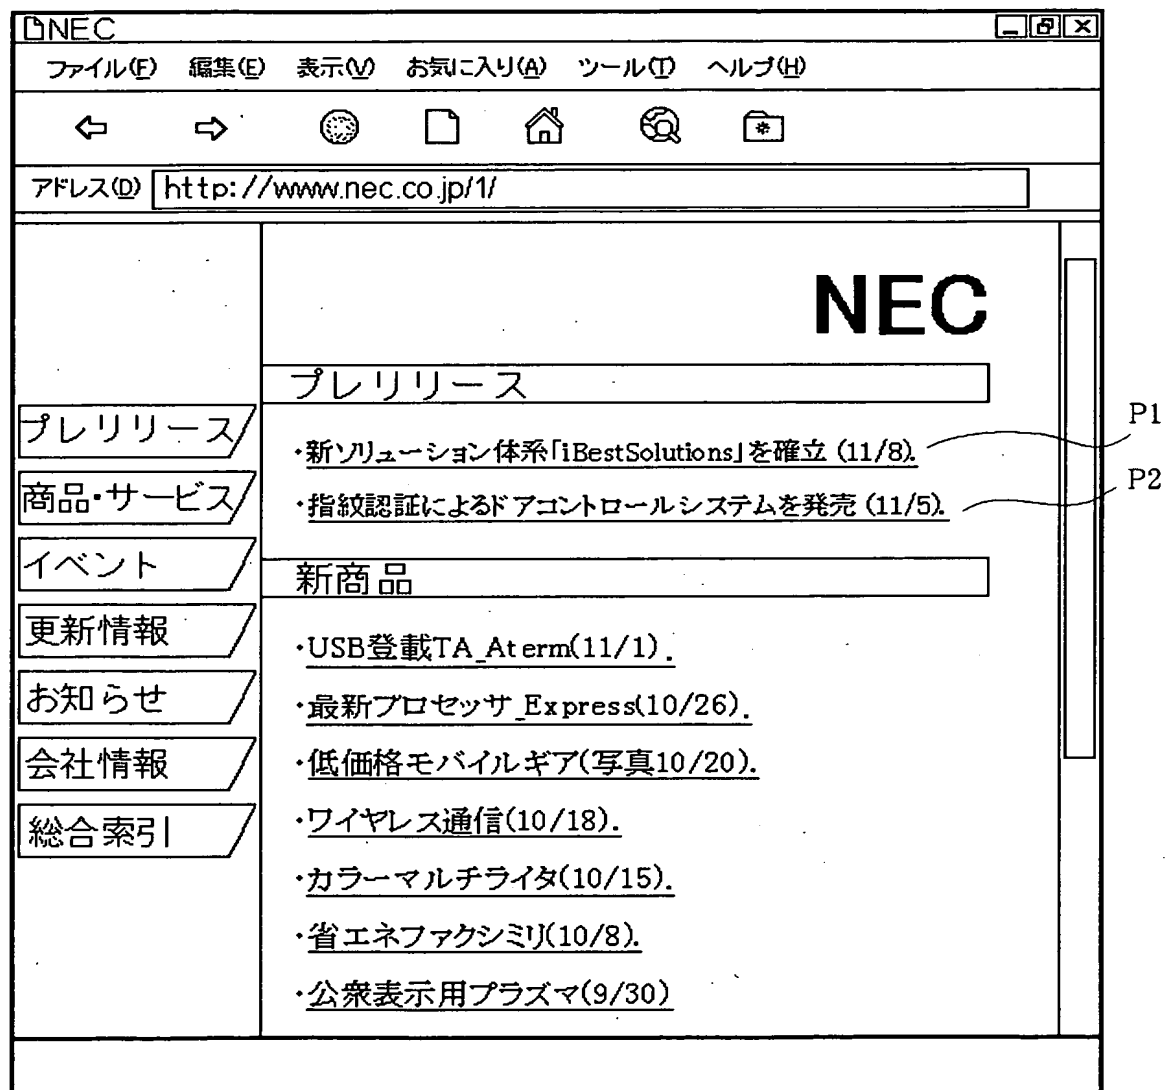 NEC
ファイル(F) 編集(E) 表示(V) お気に入り(A) ツール(T) ヘルプ(H)
アドレス(D) http://www.nec.co.jp/1/
NEC
プレリリース
商品・サービス
イベント
更新情報
お知らせ
会社情報
総合索引
プレリリース
・新ソリューション体系「iBestSolutions」を確立 (11/8).
P1
・指紋認証によるドアコントロールシステムを発売 (11/5).
P2
新商品
・USB登載TA_Aterm(11/1).
・最新プロセッサ_Express(10/26).
・低価格モバイルギア(写真10/20).
・ワイヤレス通信(10/18).
・カラーマルチライタ(10/15).
・省エネファクシミリ(10/8).
・公衆表示用プラズマ(9/30)